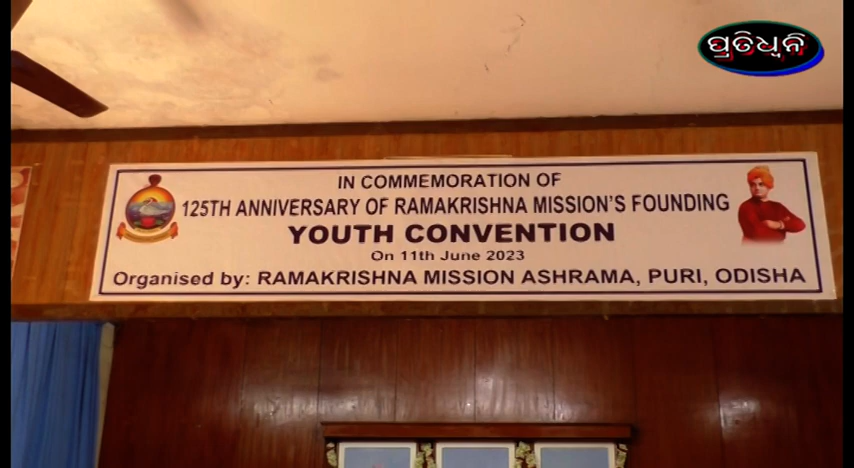 ପ୍ରତିଧ୍ୱନି
IN COMMEMORATION OF
125TH ANNIVERSARY OF RAMAKRISHNA MISSION'S FOUNDING
YOUTH CONVENTION
On 11th June 2023
Organised by: RAMAKRISHNA MISSION ASHRAMA, PURI, ODISHA